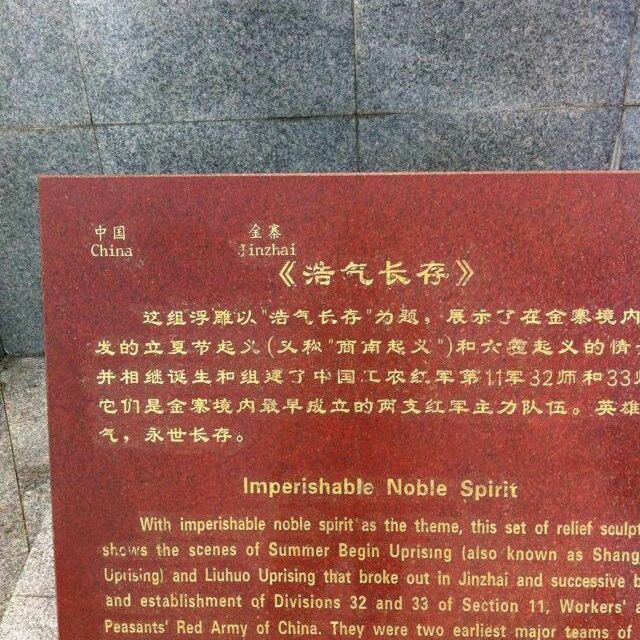 中国 金寨
China Jinzhai
《浩气长存》
这组浮雕以"浩气长存"为题，展示了在金寨境内
发的立夏节起义(又称"商南起义")和六霍起义的情
并相继诞生和组建了中国工农红军第11军32师和33师
它们是金寨境内最早成立的两支红军主力队伍。英雄
气，永世长存。
Imperishable Noble Spirit
With imperishable noble spirit as the theme, this set of relief sculpt
shows the scenes of Summer Begin Uprising (also known as Shang
Uprising) and Liuhuo Uprising that broke out in Jinzhai and successive b
and establishment of Divisions 32 and 33 of Section 11, Workers' a
Peasants' Red Army of China. They were two earliest major teams of